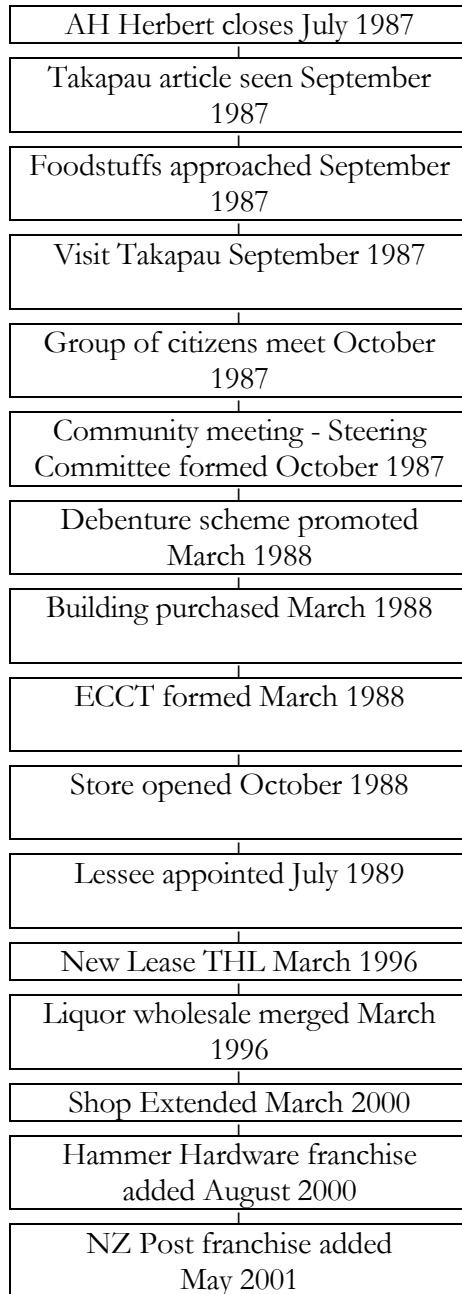 AH Herbert closes July 1987
Takapau article seen September
1987
Foodstuffs approached September
1987
Visit Takapau September 1987
Group of citizens meet October
1987
Community meeting - Steering
Committee formed October 1987
Debenture scheme promoted
March 1988
Building purchased March 1988
ECCT formed March 1988
Store opened October 1988
Lessee appointed July 1989
New Lease THL March 1996
Liquor wholesale merged March
1996
Shop Extended March 2000
Hammer Hardware franchise
added August 2000
NZ Post franchise added
May 2001